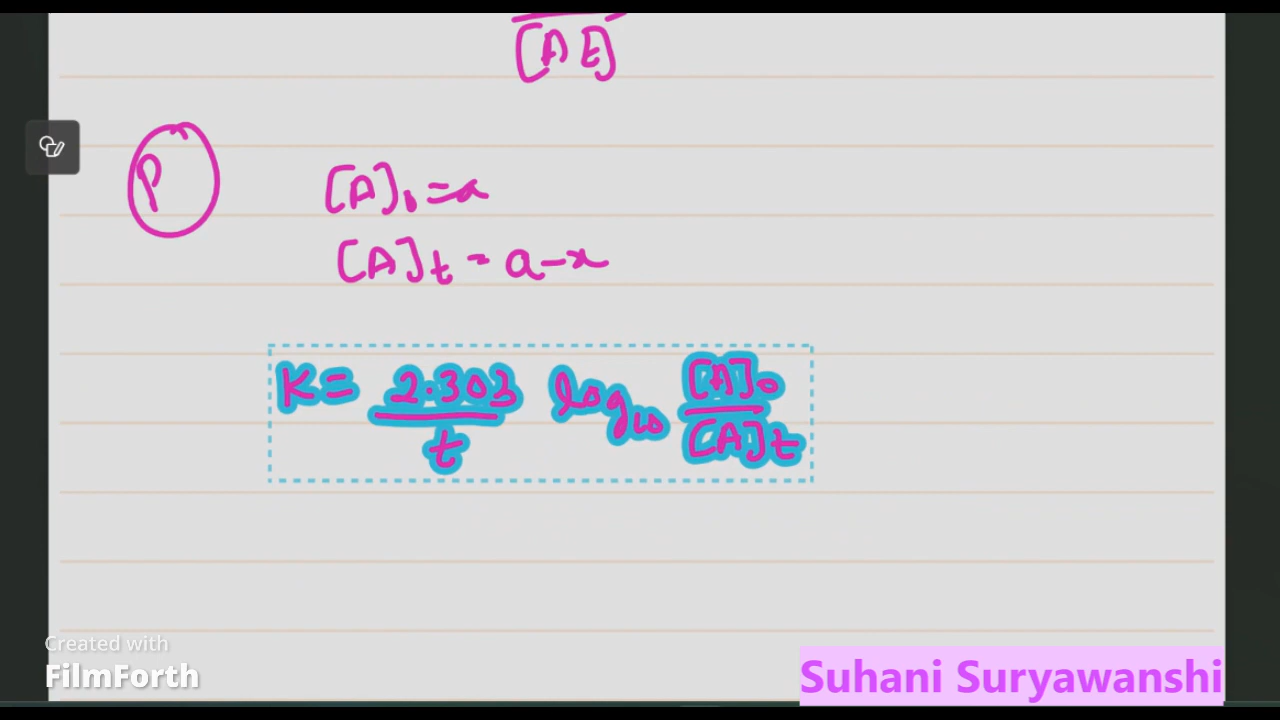 [A t]
P
[A]₀ = a
[A]t = a - x
K = 2.303 / t log₁₀ [A]₀ / [A]t
Created with
FilmForth
Suhani Suryawanshi